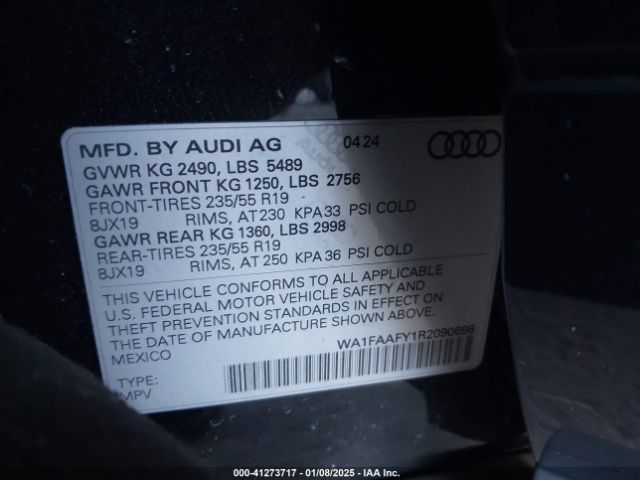 MFD. BY AUDI AG 04 24
GVWR KG 2490, LBS 5489
GAWR FRONT KG 1250, LBS 2756
FRONT-TIRES 235/55 R19
8JX19 RIMS, AT 230 KPA 33 PSI COLD
GAWR REAR KG 1360, LBS 2998
REAR-TIRES 235/55 R19
8JX19 RIMS, AT 250 KPA 36 PSI COLD
THIS VEHICLE CONFORMS TO ALL APPLICABLE
U.S. FEDERAL MOTOR VEHICLE SAFETY AND
THEFT PREVENTION STANDARDS IN EFFECT ON
THE DATE OF MANUFACTURE SHOWN ABOVE.
MEXICO WA1FAAFY1R2090698
TYPE:
MPV
000-41273717 - 01/08/2025 - IAA Inc.